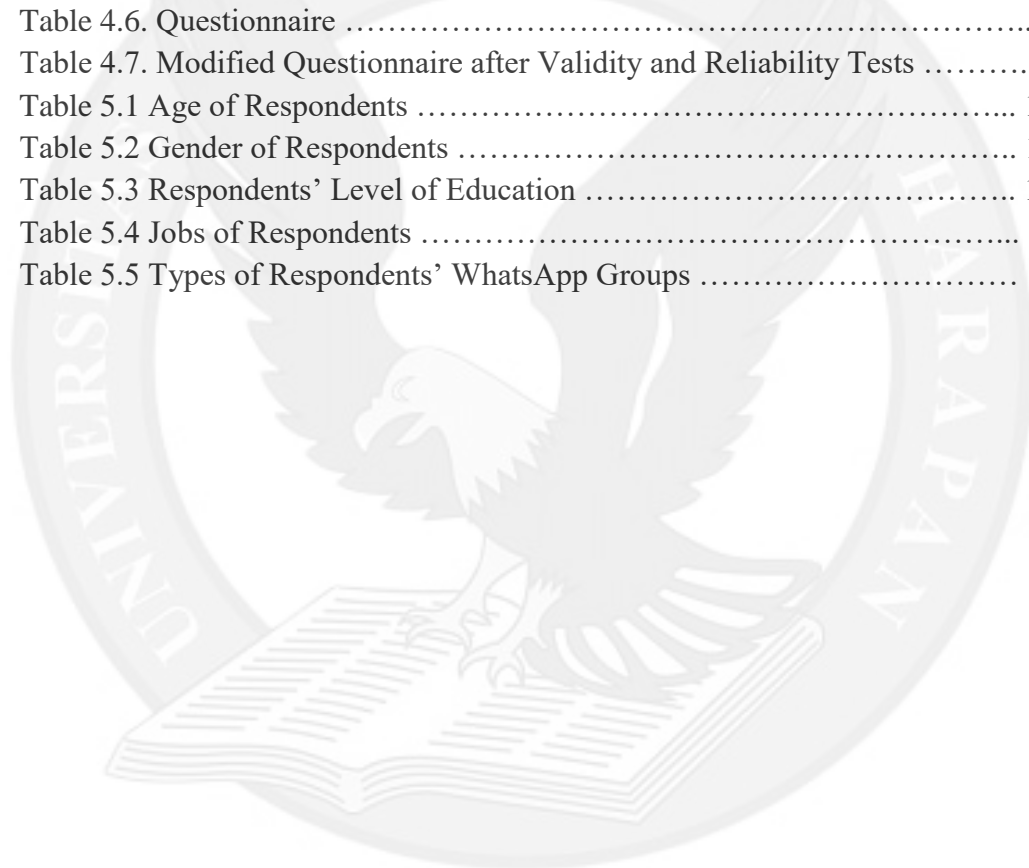 Table 4.6. Questionnaire ……………………………………………………………..
Table 4.7. Modified Questionnaire after Validity and Reliability Tests ……….
Table 5.1 Age of Respondents …………………………………………………...
Table 5.2 Gender of Respondents ………………………………………………..
Table 5.3 Respondents’ Level of Education ……………………………………..
Table 5.4 Jobs of Respondents …………………………………………………...
Table 5.5 Types of Respondents’ WhatsApp Groups …………………………
UNIVERSITAS HARAPAN